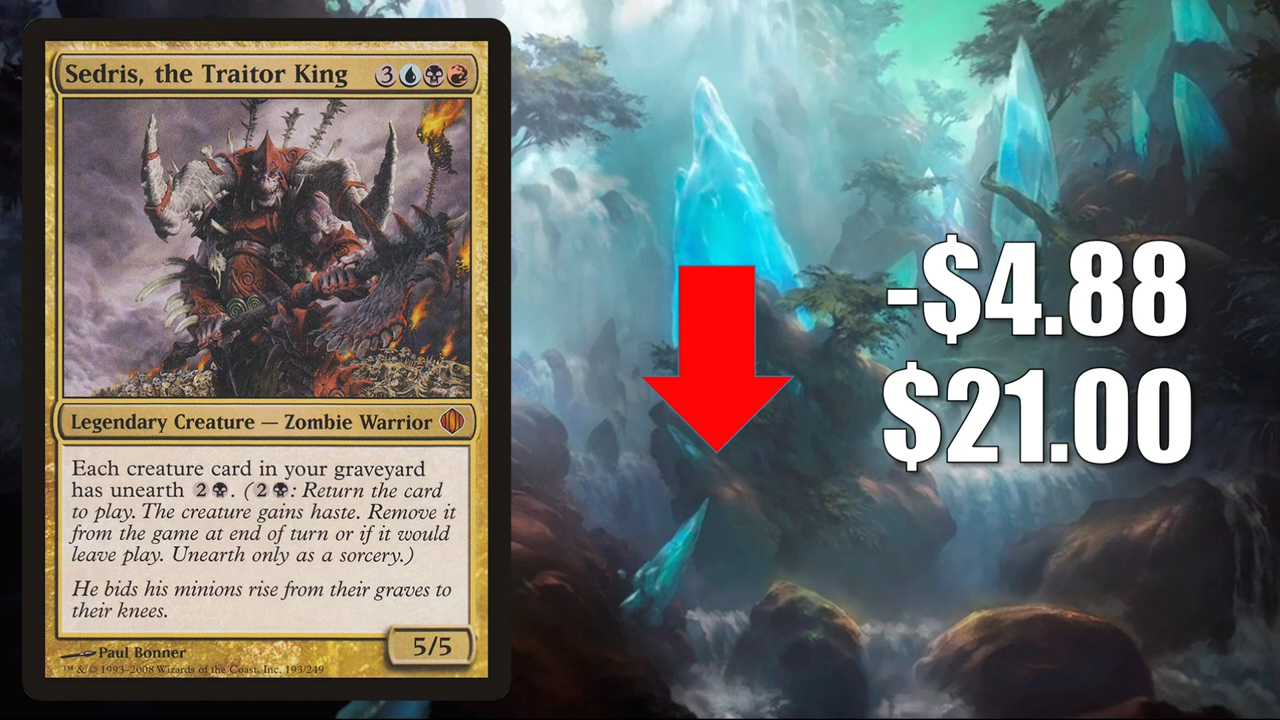 Sedris, the Traitor King 3
Legendary Creature — Zombie Warrior
Each creature card in your graveyard
has unearth 2. (2: Return the card
to play. The creature gains haste. Remove it
from the game at end of turn or if it would
leave play. Unearth only as a sorcery.)
He bids his minions rise from their graves to
their knees.
5/5
Paul Bonner
™ & © 1993–2008 Wizards of the Coast, Inc. 193/249
-$4.88
$21.00